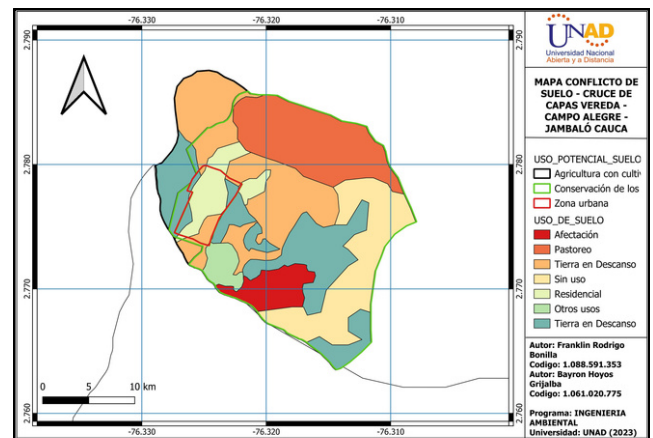 -76.330
-76.320
-76.310
2.790
2.790
2.780
2.780
2.770
2.770
2.760
2.760
0 5 10 km
-76.330
-76.320
-76.310
UNAD
Universidad Nacional
Abierta y a Distancia
MAPA CONFLICTO DE
SUELO - CRUCE DE
CAPAS VEREDA -
CAMPO ALEGRE -
JAMBALÓ CAUCA
USO_POTENCIAL_SUELO
Agricultura con culti
Conservación de los
Zona urbana
USO_DE_SUELO
Afectación
Pastoreo
Tierra en Descanso
Sin uso
Residencial
Otros usos
Tierra en Descanso
Autor: Franklin Rodrigo
Bonilla
Codigo: 1.088.591.353
Autor: Bayron Hoyos
Grijalba
Codigo: 1.061.020.775
Programa: INGENIERIA
AMBIENTAL
Universidad: UNAD (2023)